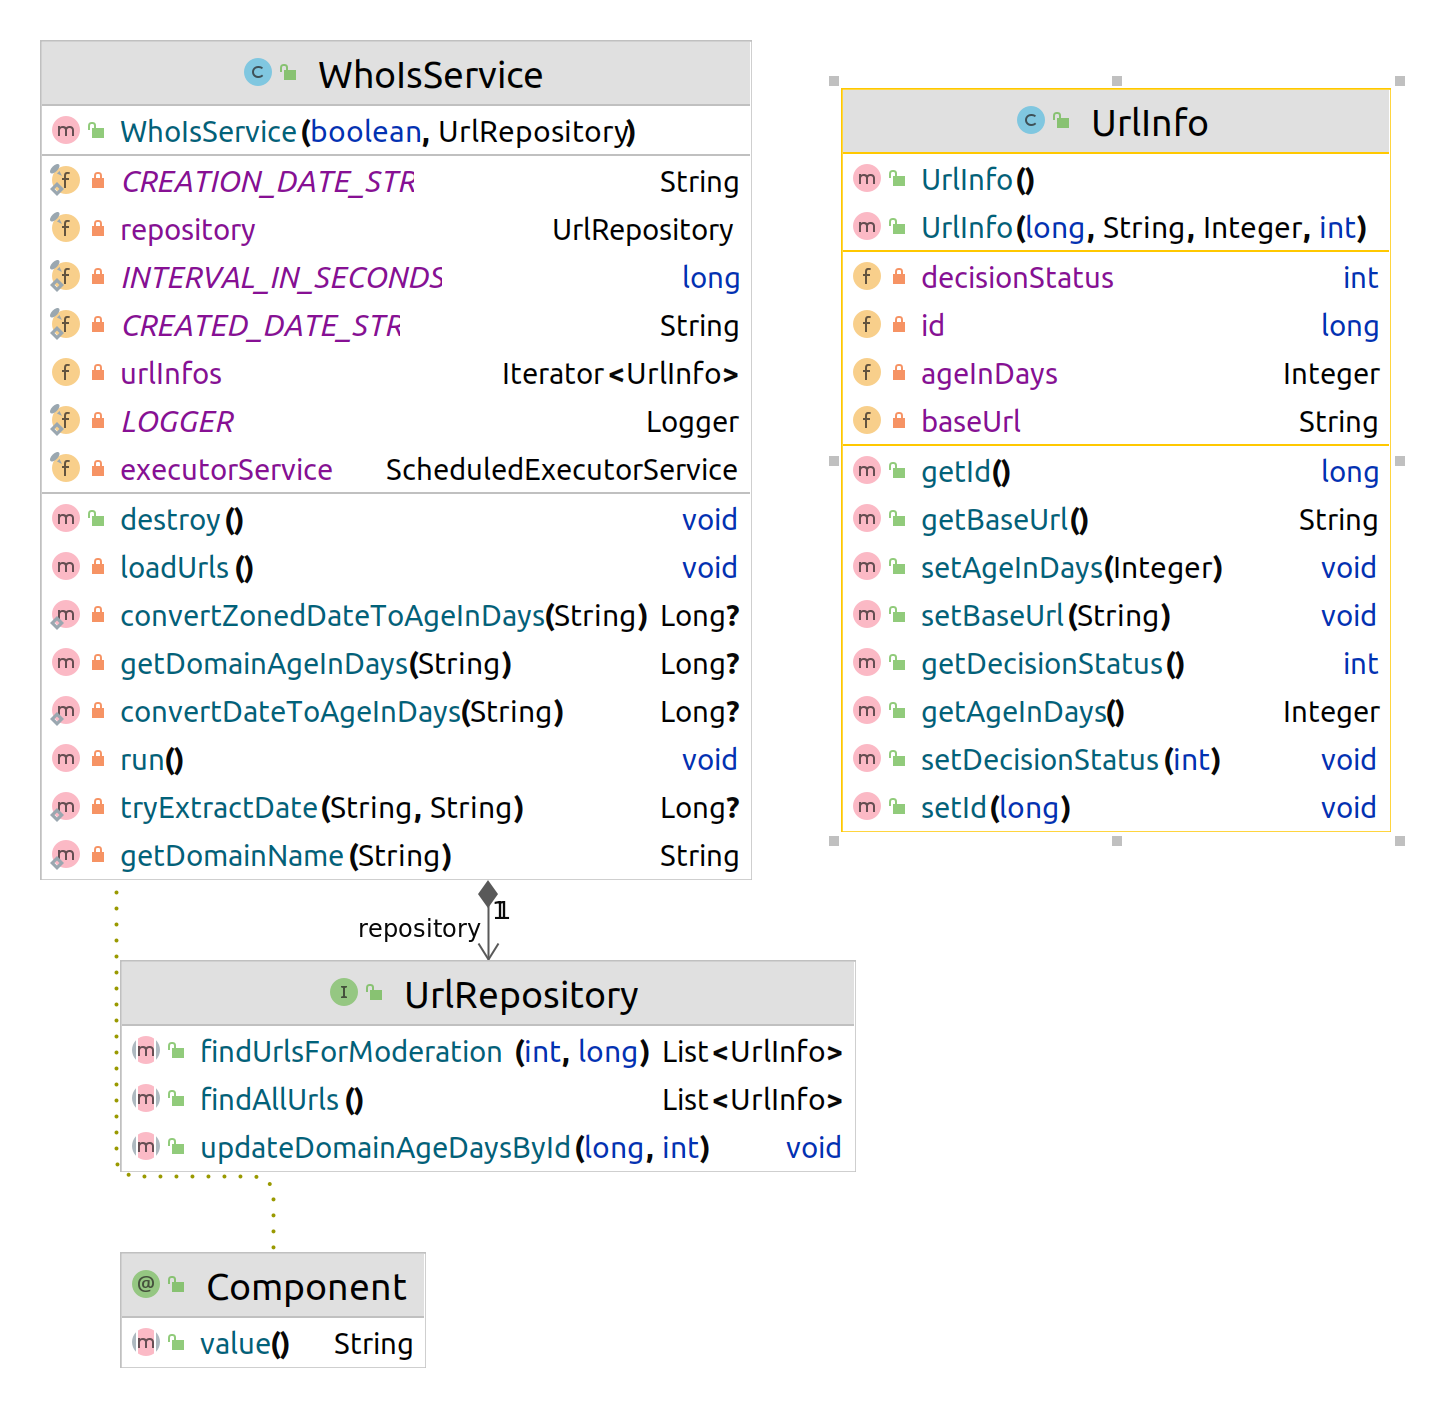 WhoIsService
WhoIsService(boolean, UrlRepository)
CREATION_DATE_STR String
repository UrlRepository
INTERVAL_IN_SECONDS long
CREATED_DATE_STR String
urlInfos Iterator<UrlInfo>
LOGGER Logger
executorService ScheduledExecutorService
destroy() void
loadUrls() void
convertZonedDateToAgeInDays(String) Long?
getDomainAgeInDays(String) Long?
convertDateToAgeInDays(String) Long?
run() void
tryExtractDate(String, String) Long?
getDomainName(String) String
UrlInfo
UrlInfo()
UrlInfo(long, String, Integer, int)
decisionStatus int
id long
ageInDays Integer
baseUrl String
getId() long
getBaseUrl() String
setAgeInDays(Integer) void
setBaseUrl(String) void
getDecisionStatus() int
getAgeInDays() Integer
setDecisionStatus(int) void
setId(long) void
1
1
repository
UrlRepository
findUrlsForModeration(int, long) List<UrlInfo>
findAllUrls() List<UrlInfo>
updateDomainAgeDaysById(long, int) void
Component
value() String